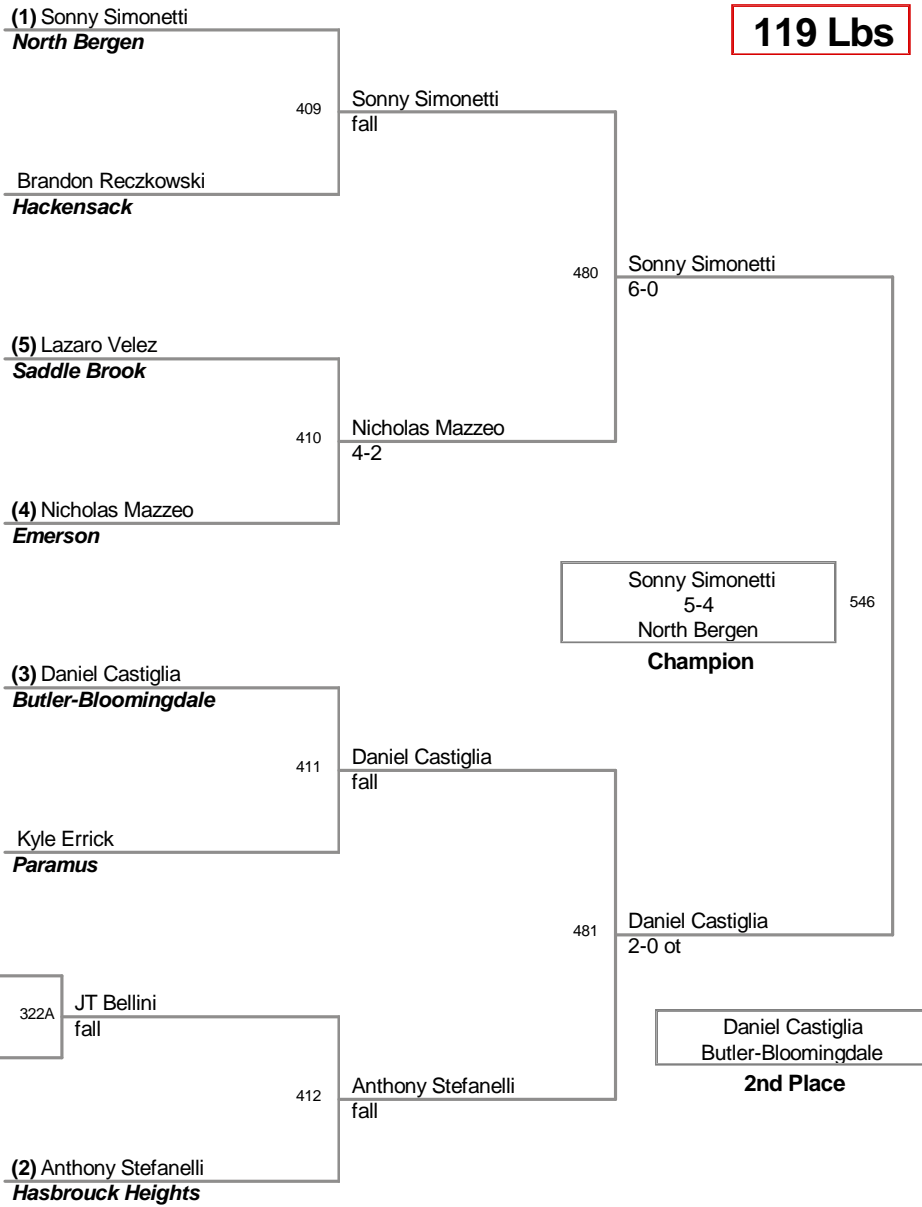 (1) Sonny Simonetti
North Bergen
119 Lbs
409
Sonny Simonetti
fall
Brandon Reczkowski
Hackensack
480
Sonny Simonetti
6-0
(5) Lazaro Velez
Saddle Brook
410
Nicholas Mazzeo
4-2
(4) Nicholas Mazzeo
Emerson
Sonny Simonetti
5-4
North Bergen
546
Champion
(3) Daniel Castiglia
Butler-Bloomingdale
411
Daniel Castiglia
fall
Kyle Errick
Paramus
481
Daniel Castiglia
2-0 ot
322A
JT Bellini
fall
Daniel Castiglia
Butler-Bloomingdale
2nd Place
412
Anthony Stefanelli
fall
(2) Anthony Stefanelli
Hasbrouck Heights